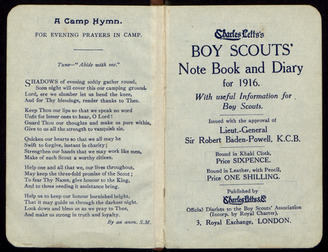 A Camp Hymn.
FOR EVENING PRAYERS IN CAMP.
Tune—"Abide with me."
SHADOWS of evening softly gather round,
Soon night will cover this our camping ground.
Lord, ere we slumber in we bend the knee,
And for Thy blessings, render thanks to Thee.
Keep Thou our lips so that we speak no word
Unfit for honor ones to hear, O Lord!
Guard Thou our thoughts and make us pure within,
Give to us all the strength to vanquish sin.
Quicken our hearts so that we all may be
Swift to forgive, instant in charity;
Strengthen our hands that we may work like men,
Make of each Scout a worthy citizen.
Help me and all that we, our lives throughout,
May keep the three-fold promise of the Scout;
To fear Thy Name, give honour to the King,
And to those needing it assistance bring.
Help us to keep our honour burnished bright,
That it may guide us through the darkest night.
Look down and bless us as we pray to Thee,
And make us strong in truth and loyalty.
By an anon. S.M.
Charles Letts's
BOY SCOUTS'
Note Book and Diary
for 1916.
With useful Information for
Boy Scouts.
Issued with the approval of
Lieut.-General
Sir Robert Baden-Powell, K.C.B.
Bound in Khaki Cloth,
Price SIXPENCE.
Bound in Leather, with Pencil,
Price ONE SHILLING.
Published by
Charles Letts &
Official Diarists to the Boy Scouts' Association
(Incorp. by Royal Charter),
3, Royal Exchange, LONDON.